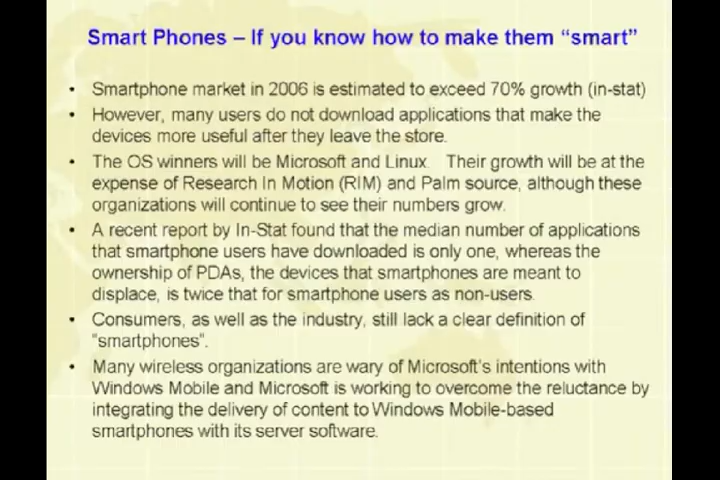 Smart Phones – If you know how to make them “smart”
• Smartphone market in 2006 is estimated to exceed 70% growth (in-stat)
• However, many users do not download applications that make the
devices more useful after they leave the store.
• The OS winners will be Microsoft and Linux. Their growth will be at the
expense of Research In Motion (RIM) and Palm source, although these
organizations will continue to see their numbers grow.
• A recent report by In-Stat found that the median number of applications
that smartphone users have downloaded is only one, whereas the
ownership of PDAs, the devices that smartphones are meant to
displace, is twice that for smartphone users as non-users.
• Consumers, as well as the industry, still lack a clear definition of
“smartphones”.
• Many wireless organizations are wary of Microsoft's intentions with
Windows Mobile and Microsoft is working to overcome the reluctance by
integrating the delivery of content to Windows Mobile-based
smartphones with its server software.